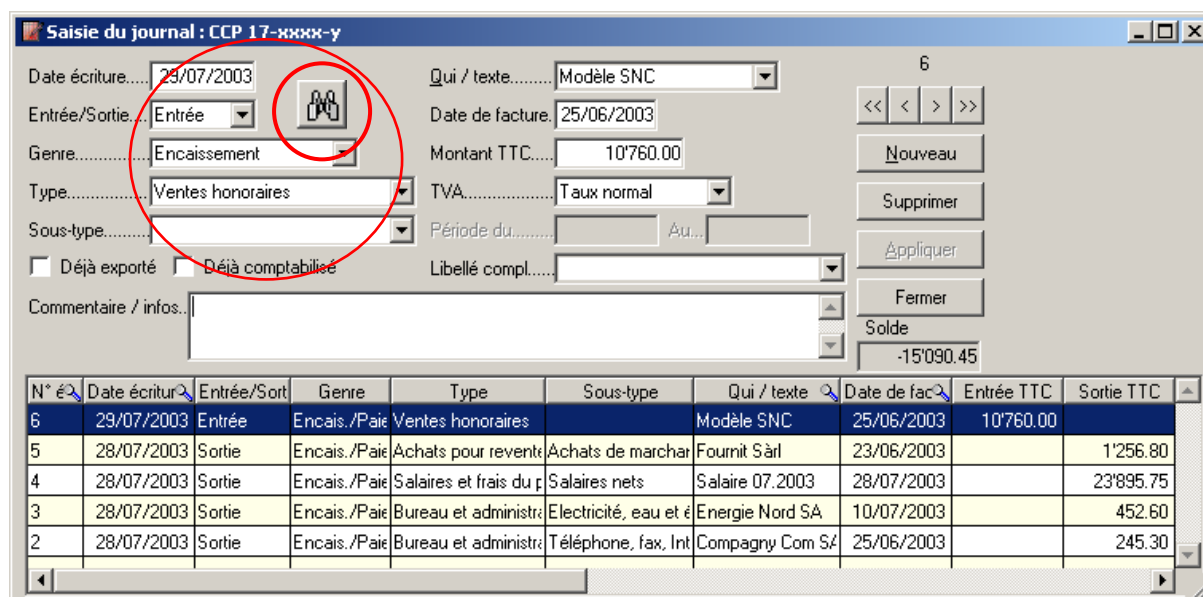 Saisie du journal : CCP 17-xxxx-y
Date écriture..... 29/07/2003 Qui / texte......... Modèle SNC 6
Entrée/Sortie.... Entrée Date de facture. 25/06/2003 << < > >>
Genre............... Encaissement Montant TTC..... 10'760.00 Nouveau
Type................. Ventes honoraires TVA.................. Taux normal Supprimer
Sous-type......... Période du......... Au... Appliquer
Déjà exporté Déjà comptabilisé Libellé compl...... Fermer
Commentaire / infos.. Solde
-15'090.45
N° é Date écritur Entrée/Sort Genre Type Sous-type Qui / texte Date de fac Entrée TTC Sortie TTC
6 29/07/2003 Entrée Encais./Paie Ventes honoraires Modèle SNC 25/06/2003 10'760.00
5 28/07/2003 Sortie Encais./Paie Achats pour revente Achats de marchar Fournit Sàrl 23/06/2003 1'256.80
4 28/07/2003 Sortie Encais./Paie Salaires et frais du p Salaires nets Salaire 07.2003 28/07/2003 23'895.75
3 28/07/2003 Sortie Encais./Paie Bureau et administra Electricité, eau et é Energie Nord SA 10/07/2003 452.60
2 28/07/2003 Sortie Encais./Paie Bureau et administra Téléphone, fax, Int Compagny Com SA 25/06/2003 245.30